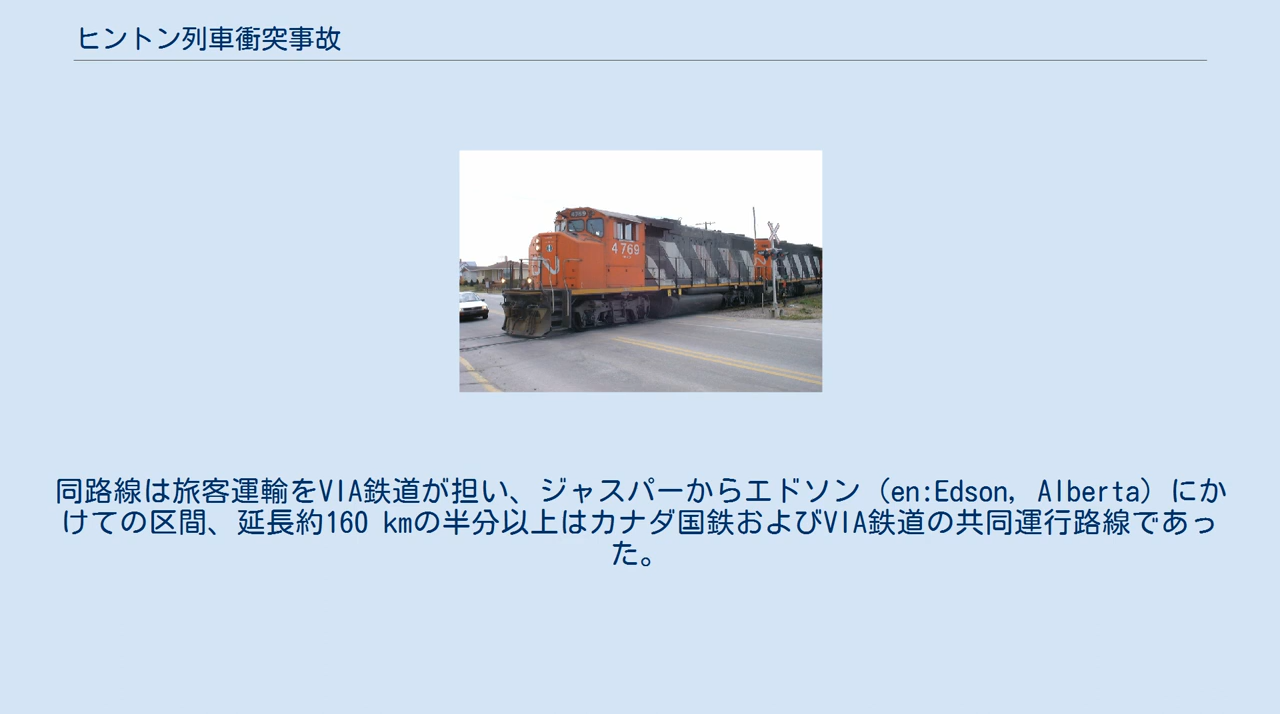 ヒントン列車衝突事故
4769
同路線は旅客運輸をVIA鉄道が担い、ジャスパーからエドソン（en:Edson, Alberta）にか
けての区間、延長約160 kmの半分以上はカナダ国鉄およびVIA鉄道の共同運行路線であっ
た。